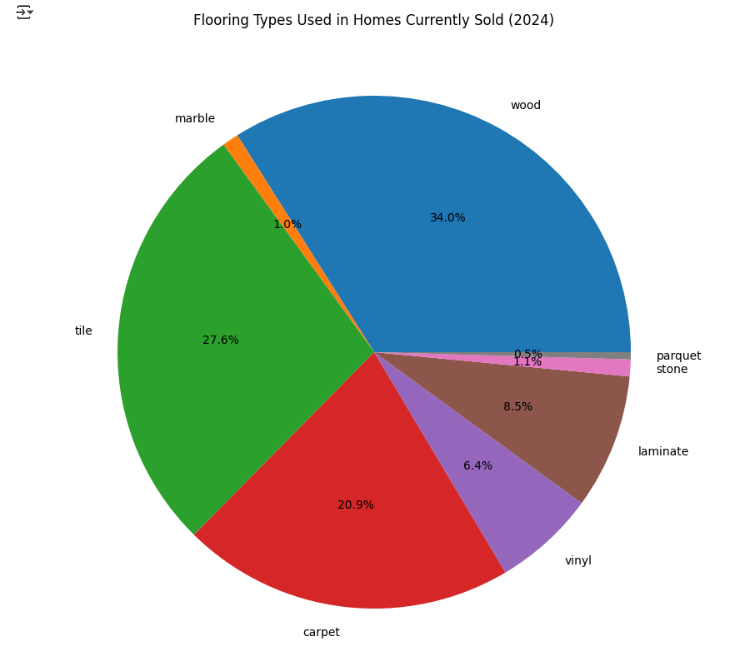 Flooring Types Used in Homes Currently Sold (2024)
wood
marble
34.0%
1.0%
tile
27.6%
0.5%
parquet
1.1%
stone
8.5%
laminate
6.4%
20.9%
vinyl
carpet